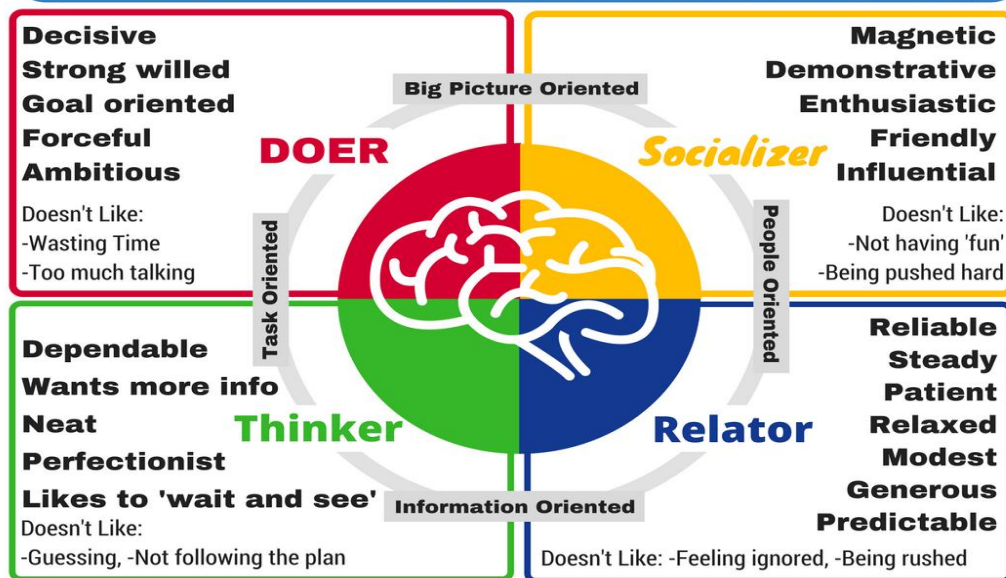 Decisive
Strong willed
Goal oriented
Forceful
Ambitious
DOER
Doesn't Like:
-Wasting Time
-Too much talking
Big Picture Oriented
Magnetic
Demonstrative
Enthusiastic
Friendly
Influential
Socializer
Doesn't Like:
-Not having 'fun'
-Being pushed hard
Task Oriented
People Oriented
Dependable
Wants more info
Neat
Perfectionist
Likes to 'wait and see'
Thinker
Doesn't Like:
-Guessing, -Not following the plan
Information Oriented
Reliable
Steady
Patient
Relaxed
Modest
Generous
Predictable
Relator
Doesn't Like: -Feeling ignored, -Being rushed